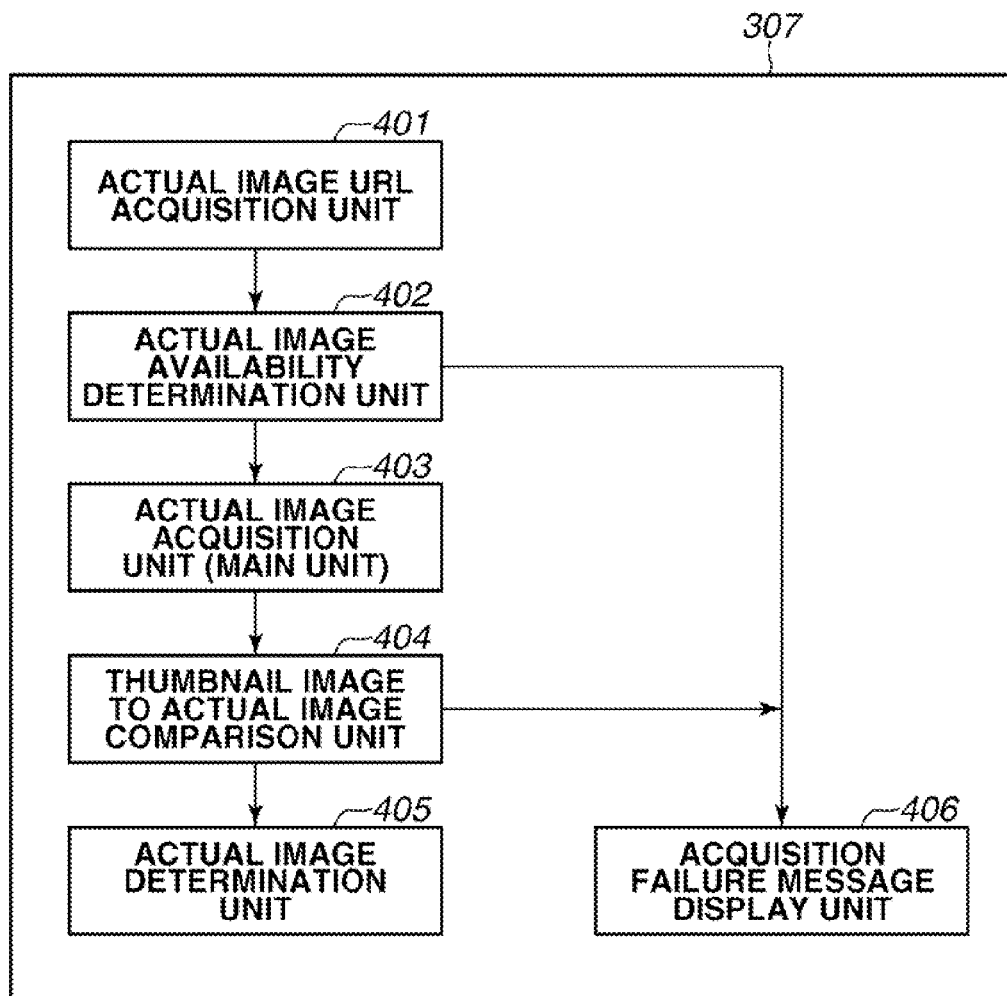 307
401
ACTUAL IMAGE URL
ACQUISITION UNIT
402
ACTUAL IMAGE
AVAILABILITY
DETERMINATION UNIT
403
ACTUAL IMAGE
ACQUISITION
UNIT (MAIN UNIT)
404
THUMBNAIL IMAGE
TO ACTUAL IMAGE
COMPARISON UNIT
405
ACTUAL IMAGE
DETERMINATION
UNIT
406
ACQUISITION
FAILURE MESSAGE
DISPLAY UNIT